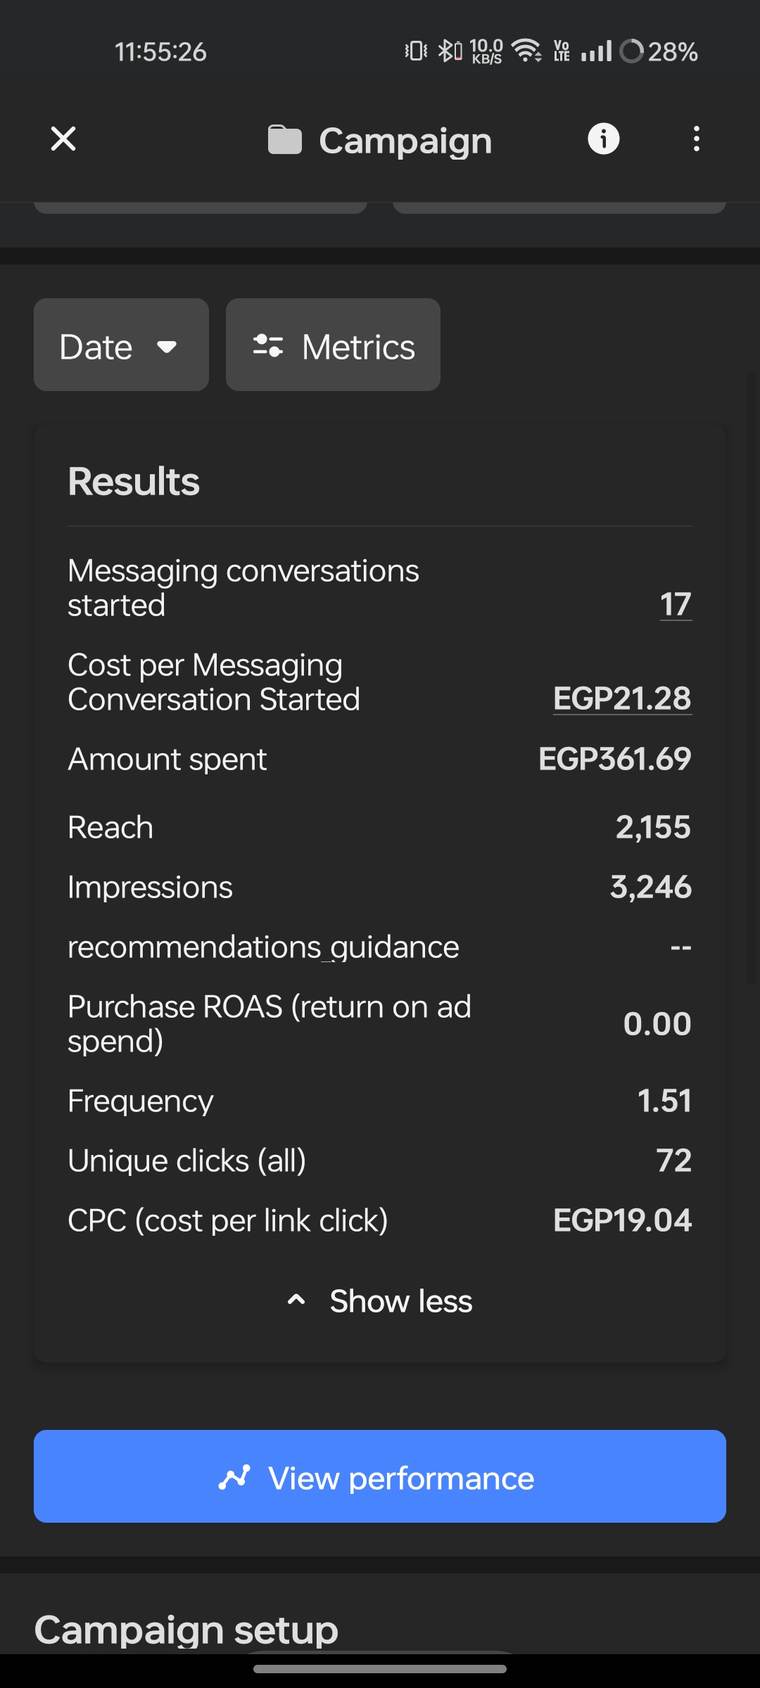 11:55:26
10.0 KB/S Vo LTE 28%
Campaign
Date
Metrics
Results
Messaging conversations
started
17
Cost per Messaging
Conversation Started
EGP21.28
Amount spent
EGP361.69
Reach
2,155
Impressions
3,246
recommendations_guidance
--
Purchase ROAS (return on ad
spend)
0.00
Frequency
1.51
Unique clicks (all)
72
CPC (cost per link click)
EGP19.04
Show less
View performance
Campaign setup